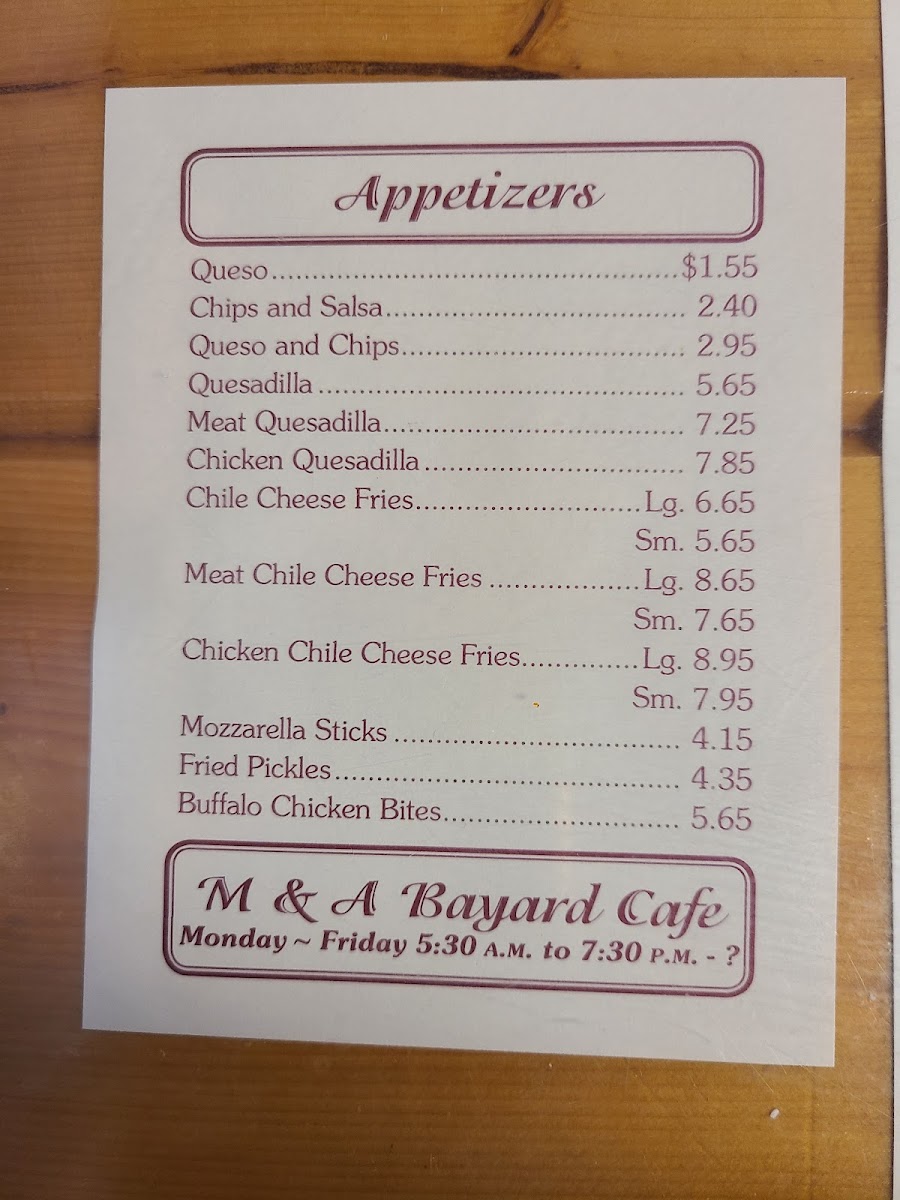 Appetizers
Queso............................................$1.55
Chips and Salsa.................................... 2.40
Queso and Chips.................................. 2.95
Quesadilla ............................................ 5.65
Meat Quesadilla.................................... 7.25
Chicken Quesadilla ............................... 7.85
Chile Cheese Fries...........................Lg. 6.65
Sm. 5.65
Meat Chile Cheese Fries ..................Lg. 8.65
Sm. 7.65
Chicken Chile Cheese Fries..............Lg. 8.95
Sm. 7.95
Mozzarella Sticks .................................. 4.15
Fried Pickles......................................... 4.35
Buffalo Chicken Bites............................ 5.65
M & A Bayard Cafe
Monday ~ Friday 5:30 A.M. to 7:30 P.M. - ?